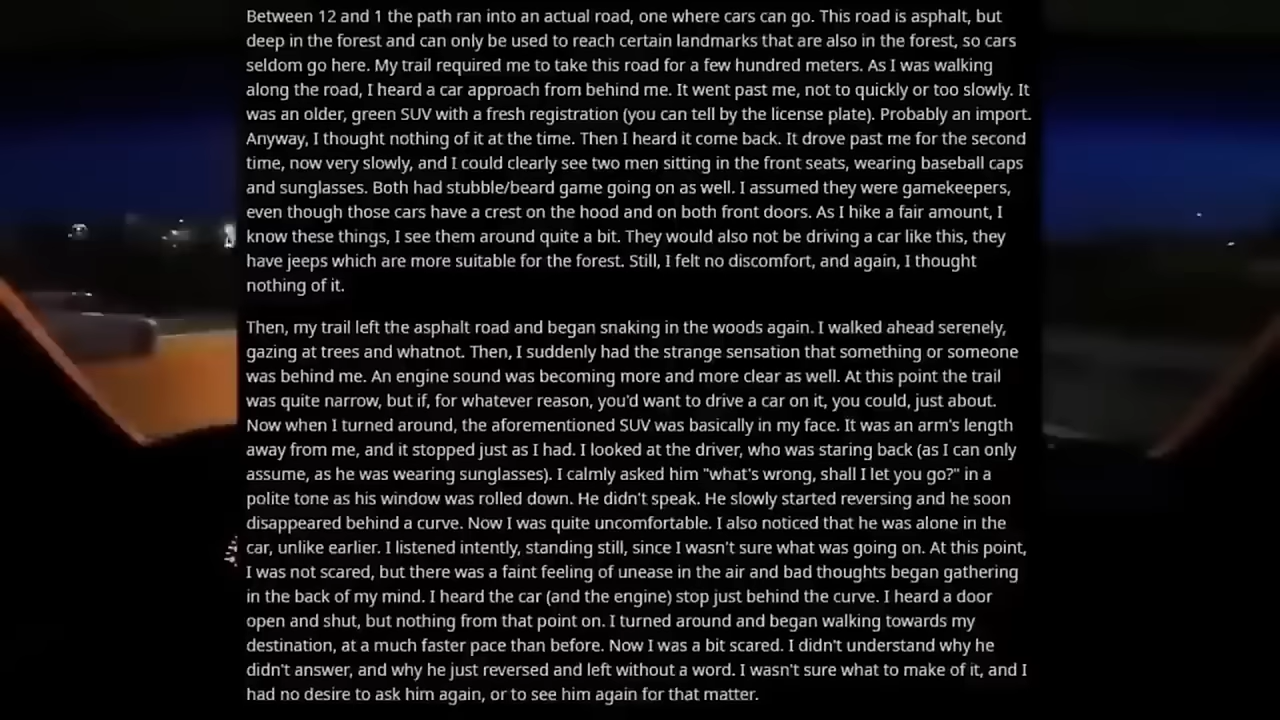 Between 12 and 1 the path ran into an actual road, one where cars can go. This road is asphalt, but
deep in the forest and can only be used to reach certain landmarks that are also in the forest, so cars
seldom go here. My trail required me to take this road for a few hundred meters. As I was walking
along the road, I heard a car approach from behind me. It went past me, not to quickly or too slowly. It
was an older, green SUV with a fresh registration (you can tell by the license plate). Probably an import.
Anyway, I thought nothing of it at the time. Then I heard it come back. It drove past me for the second
time, now very slowly, and I could clearly see two men sitting in the front seats, wearing baseball caps
and sunglasses. Both had stubble/beard game going on as well. I assumed they were gamekeepers,
even though those cars have a crest on the hood and on both front doors. As I hike a fair amount, I
know these things, I see them around quite a bit. They would also not be driving a car like this, they
have jeeps which are more suitable for the forest. Still, I felt no discomfort, and again, I thought
nothing of it.
Then, my trail left the asphalt road and began snaking in the woods again. I walked ahead serenely,
gazing at trees and whatnot. Then, I suddenly had the strange sensation that something or someone
was behind me. An engine sound was becoming more and more clear as well. At this point the trail
was quite narrow, but if, for whatever reason, you'd want to drive a car on it, you could, just about.
Now when I turned around, the aforementioned SUV was basically in my face. It was an arm's length
away from me, and it stopped just as I had. I looked at the driver, who was staring back (as I can only
assume, as he was wearing sunglasses). I calmly asked him "what's wrong, shall I let you go?" in a
polite tone as his window was rolled down. He didn't speak. He slowly started reversing and he soon
disappeared behind a curve. Now I was quite uncomfortable. I also noticed that he was alone in the
car, unlike earlier. I listened intently, standing still, since I wasn't sure what was going on. At this point,
I was not scared, but there was a faint feeling of unease in the air and bad thoughts began gathering
in the back of my mind. I heard the car (and the engine) stop just behind the curve. I heard a door
open and shut, but nothing from that point on. I turned around and began walking towards my
destination, at a much faster pace than before. Now I was a bit scared. I didn't understand why he
didn't answer, and why he just reversed and left without a word. I wasn't sure what to make of it, and I
had no desire to ask him again, or to see him again for that matter.